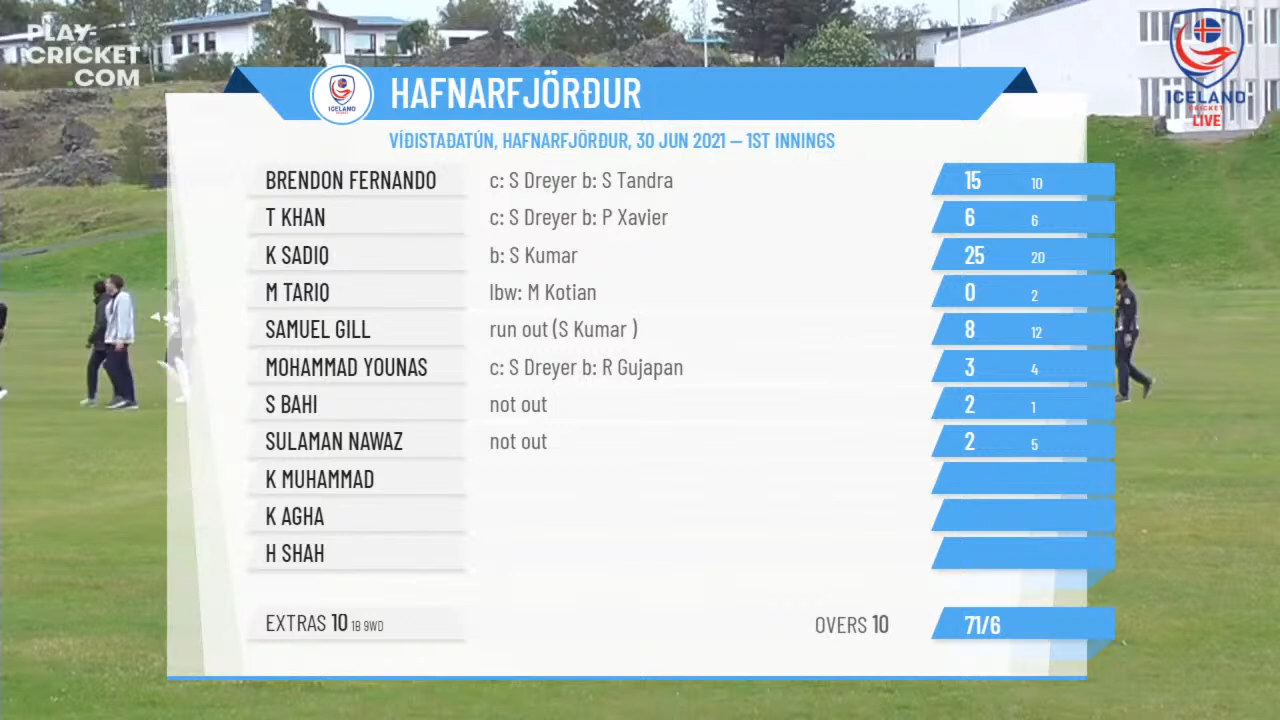 PLAY-
CRICKET
.COM
ICELAND
CRICKET
LIVE
ICELAND
HAFNARFJÖRÐUR
VÍÐISTAÐATÚN, HAFNARFJÖRÐUR, 30 JUN 2021 – 1ST INNINGS
BRENDON FERNANDO c: S Dreyer b: S Tandra 15 10
T KHAN c: S Dreyer b: P Xavier 6 6
K SADIQ b: S Kumar 25 20
M TARIQ lbw: M Kotian 0 2
SAMUEL GILL run out (S Kumar ) 8 12
MOHAMMAD YOUNAS c: S Dreyer b: R Gujapan 3 4
S BAHI not out 2 1
SULAMAN NAWAZ not out 2 5
K MUHAMMAD
K AGHA
H SHAH
EXTRAS 10 1B 9WD OVERS 10 71/6